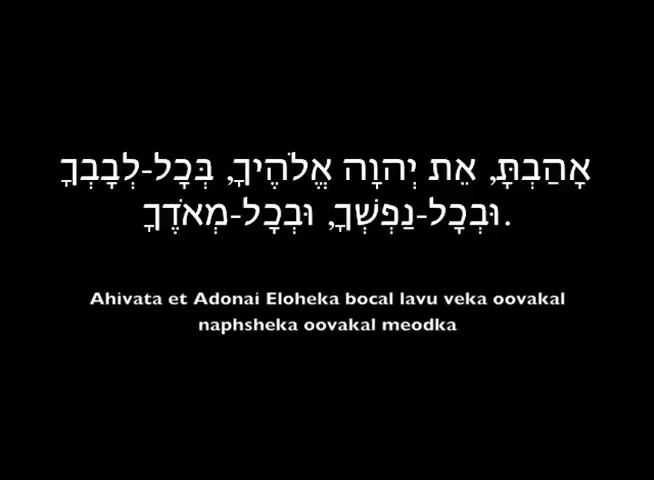 אָהַבְתָּ, אֵת יְהוָה אֱלֹהֶיךָ, בְּכָל-לְבָבְךָ
וּבְכָל-נַפְשְׁךָ, וּבְכָל-מְאֹדֶךָ.
Ahivata et Adonai Eloheka bocal lavu veka oovakal
naphsheka oovakal meodka